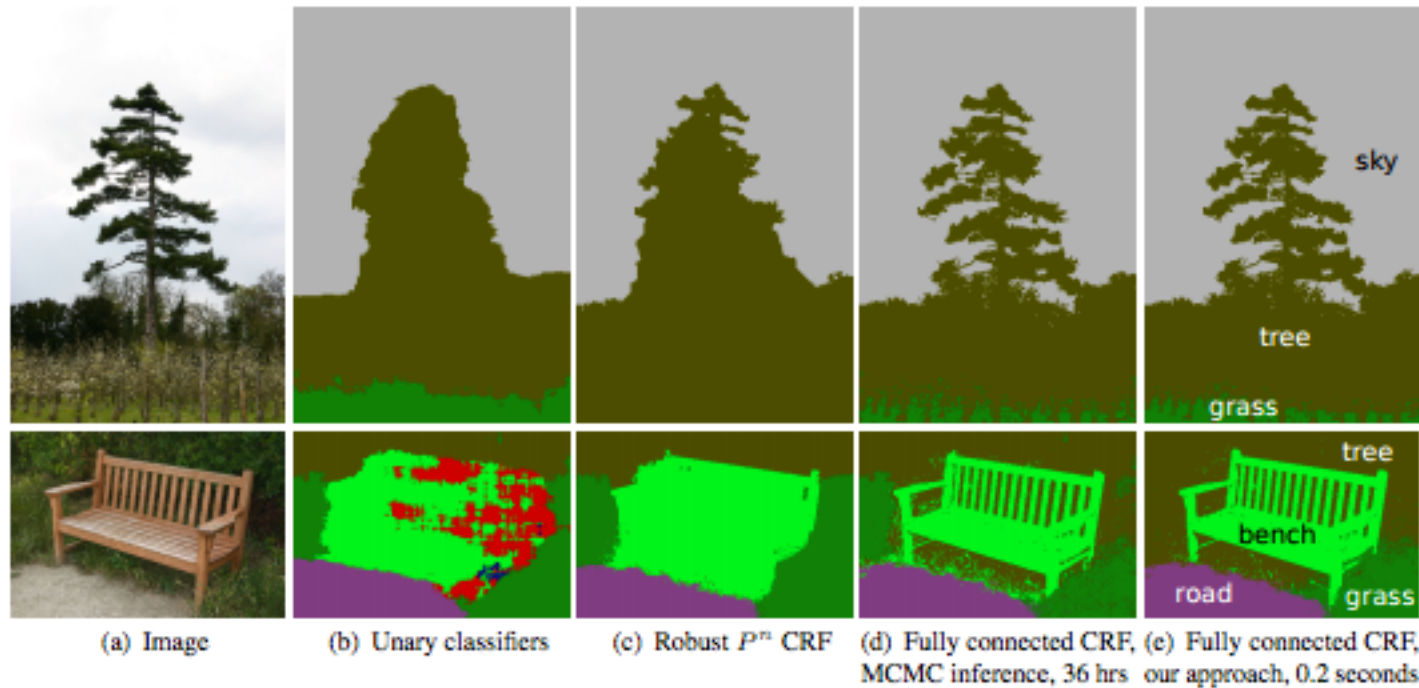 sky
tree
grass
tree
bench
road
grass
(a) Image
(b) Unary classifiers
(c) Robust Pⁿ CRF
(d) Fully connected CRF,
MCMC inference, 36 hrs
(e) Fully connected CRF,
our approach, 0.2 seconds